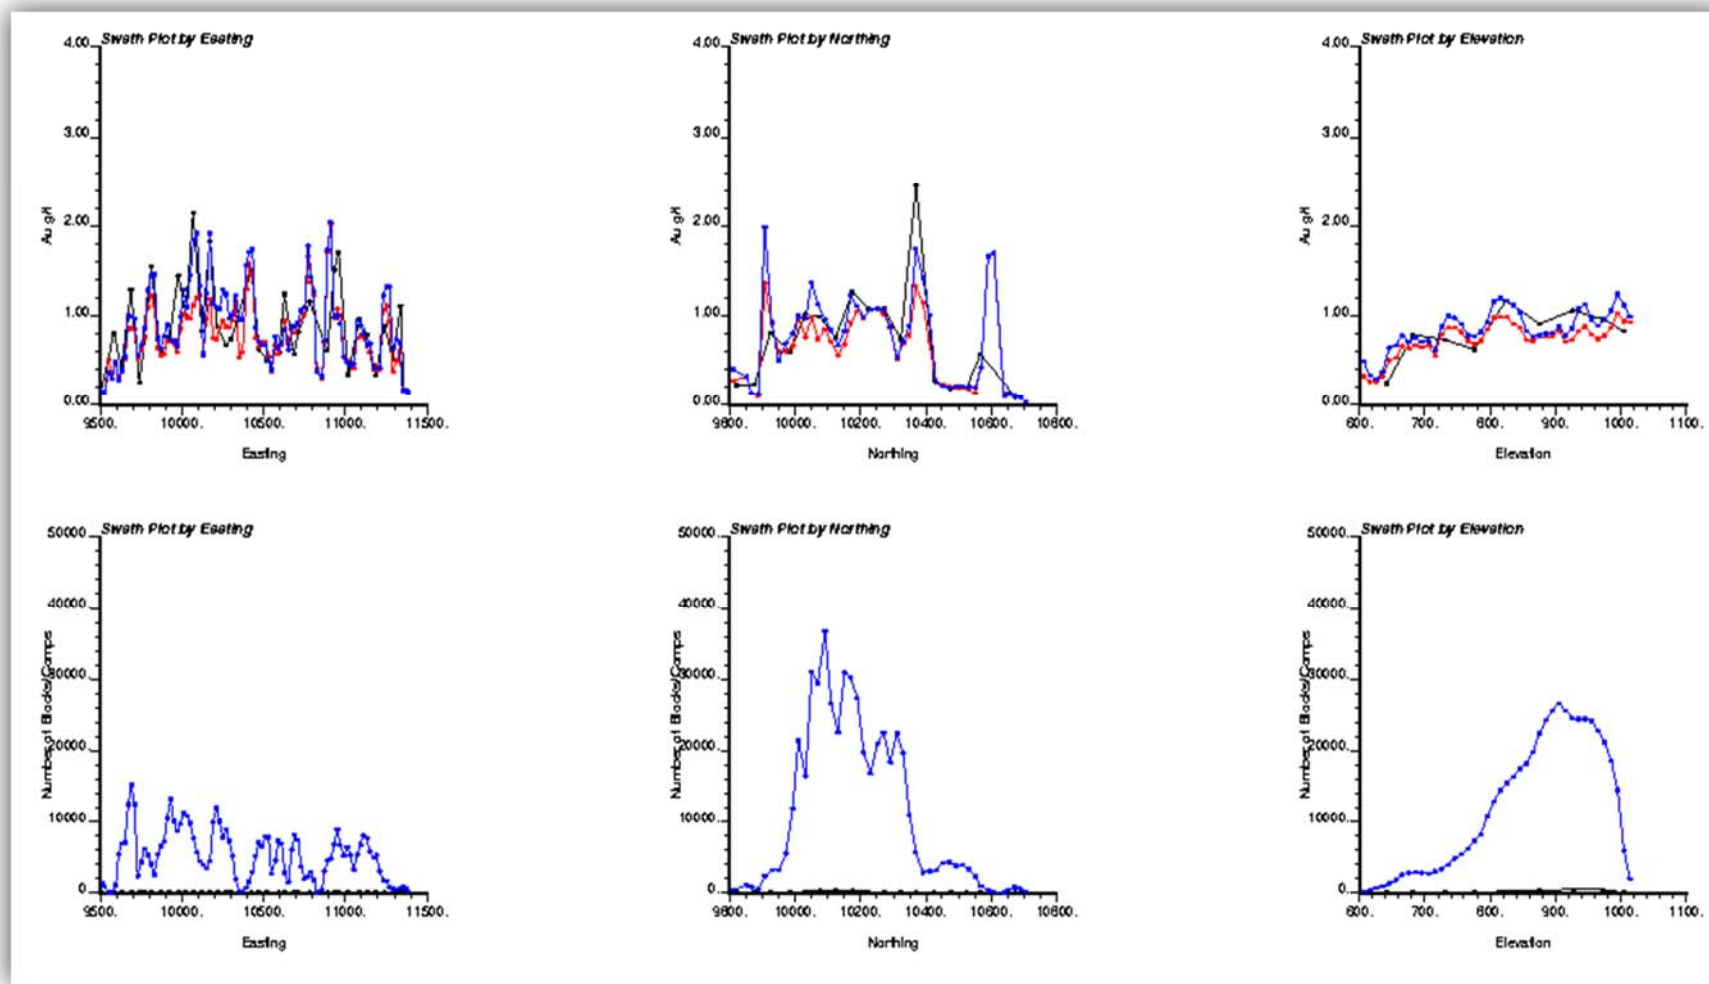 Swath Plot by Easting
4.00
3.00
2.00
1.00
0.00
Au g/t
9500. 10000. 10500. 11000. 11500.
Easting
Swath Plot by Northing
4.00
3.00
2.00
1.00
0.00
Au g/t
9800. 10000. 10200. 10400. 10600. 10800.
Northing
Swath Plot by Elevation
4.00
3.00
2.00
1.00
0.00
Au g/t
600. 700. 800. 900. 1000. 1100.
Elevation
Swath Plot by Easting
50000.
40000.
30000.
20000.
10000.
0.
Number of Blocks/Comps
9500. 10000. 10500. 11000. 11500.
Easting
Swath Plot by Northing
50000.
40000.
30000.
20000.
10000.
0.
Number of Blocks/Comps
9800. 10000. 10200. 10400. 10600. 10800.
Northing
Swath Plot by Elevation
50000.
40000.
30000.
20000.
10000.
0.
Number of Blocks/Comps
600. 700. 800. 900. 1000. 1100.
Elevation